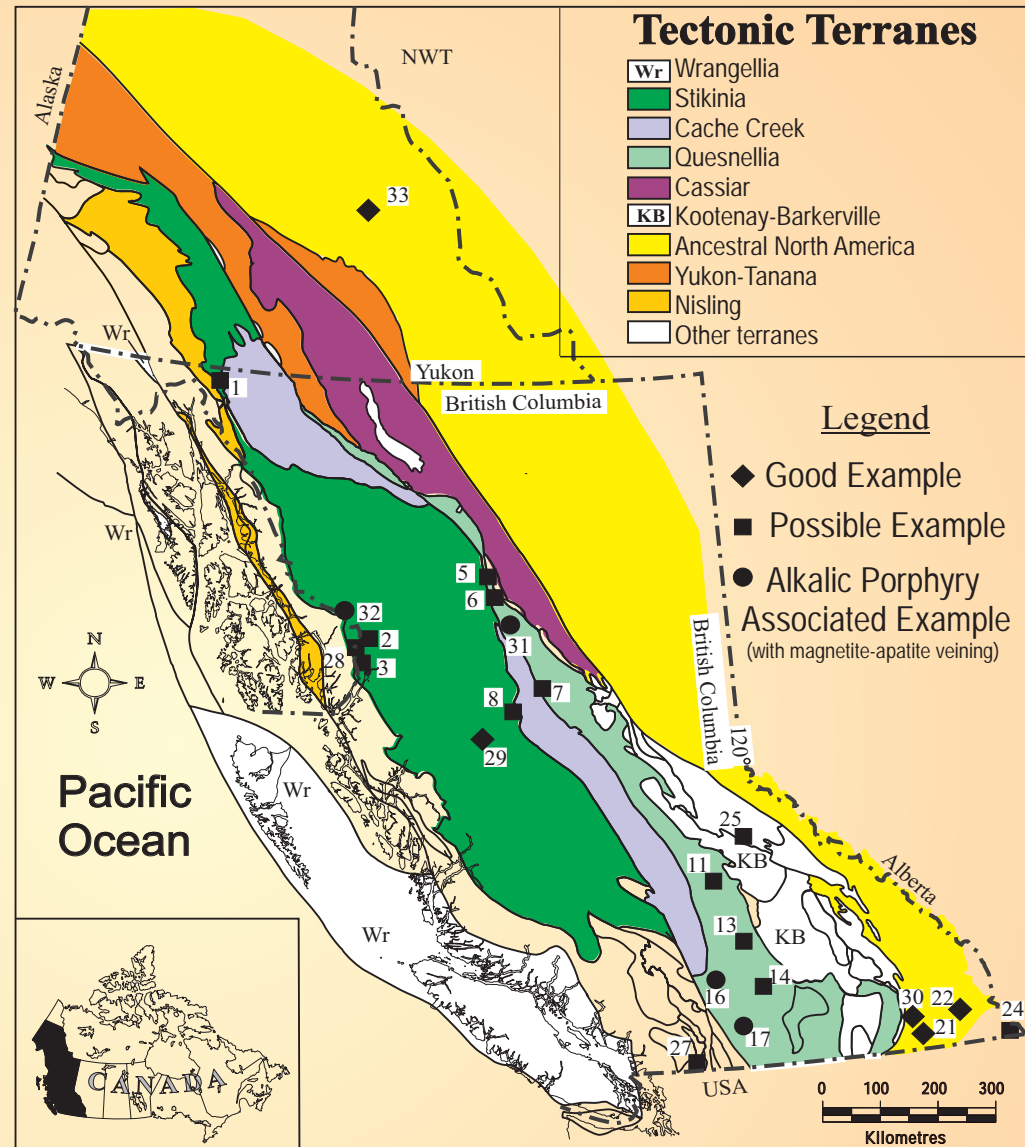 Tectonic Terranes
Wr Wrangellia
Stikinia
Cache Creek
Quesnellia
Cassiar
KB Kootenay-Barkerville
Ancestral North America
Yukon-Tanana
Nisling
Other terranes
NWT
Alaska
33
Wr
1
Yukon
British Columbia
Legend
Good Example
Possible Example
Alkalic Porphyry
Associated Example
(with magnetite-apatite veining)
Wr
5
6
32
2
28
3
31
7
8
29
N
W E
S
British Columbia
120°
Pacific
Ocean
Wr
25
KB
11
Alberta
13
KB
Wr
14
16
17
30
22
21
24
27
USA
0 100 200 300
Kilometres
CANADA